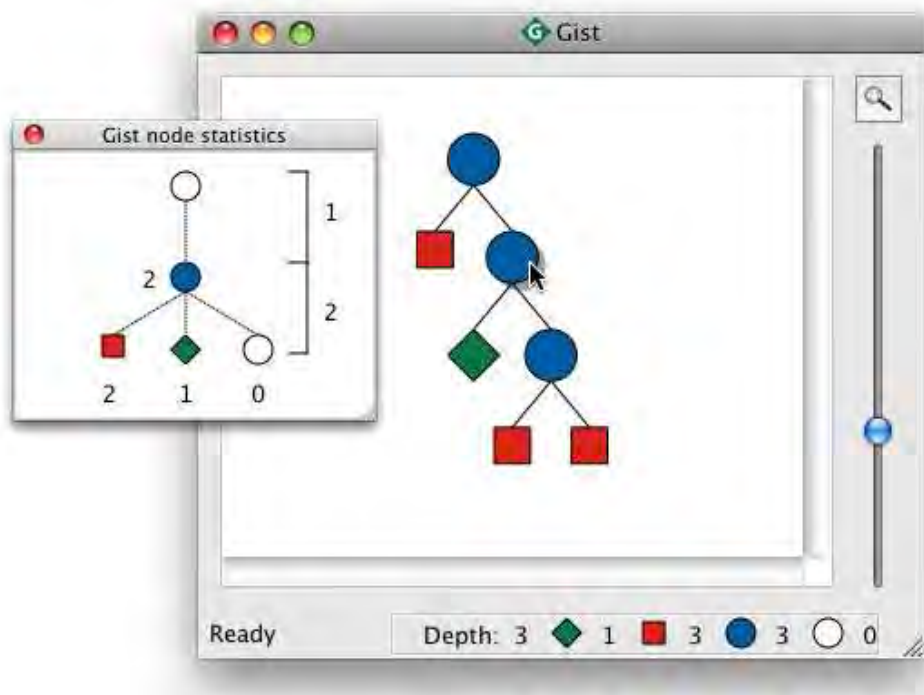 G Gist
Gist node statistics
1
2
2
2 1 0
Ready Depth: 3 1 3 3 0